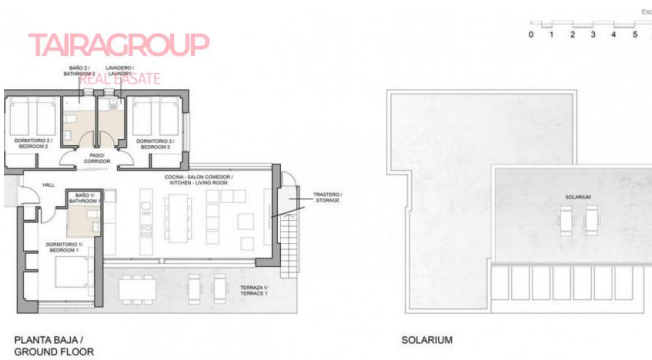 Esc
0 1 2 3 4 5
TAIRAGROUP
REAL EASATE
BAÑO 2 /
BATHROOM 2
LAVADERO /
LAUNDRY
DORMITORIO 2 /
BEDROOM 2
DORMITORIO 3 /
BEDROOM 3
PASO/
CORRIDOR
HALL
BAÑO 1/
BATHROOM 1
COCINA - SALON COMEDOR /
KITCHEN - LIVING ROOM
TRASTERO /
STORAGE
DORMITORIO 1/
BEDROOM 1
TERRAZA 1/
TERRACE 1
SOLARIUM
PLANTA BAJA /
GROUND FLOOR
SOLARIUM